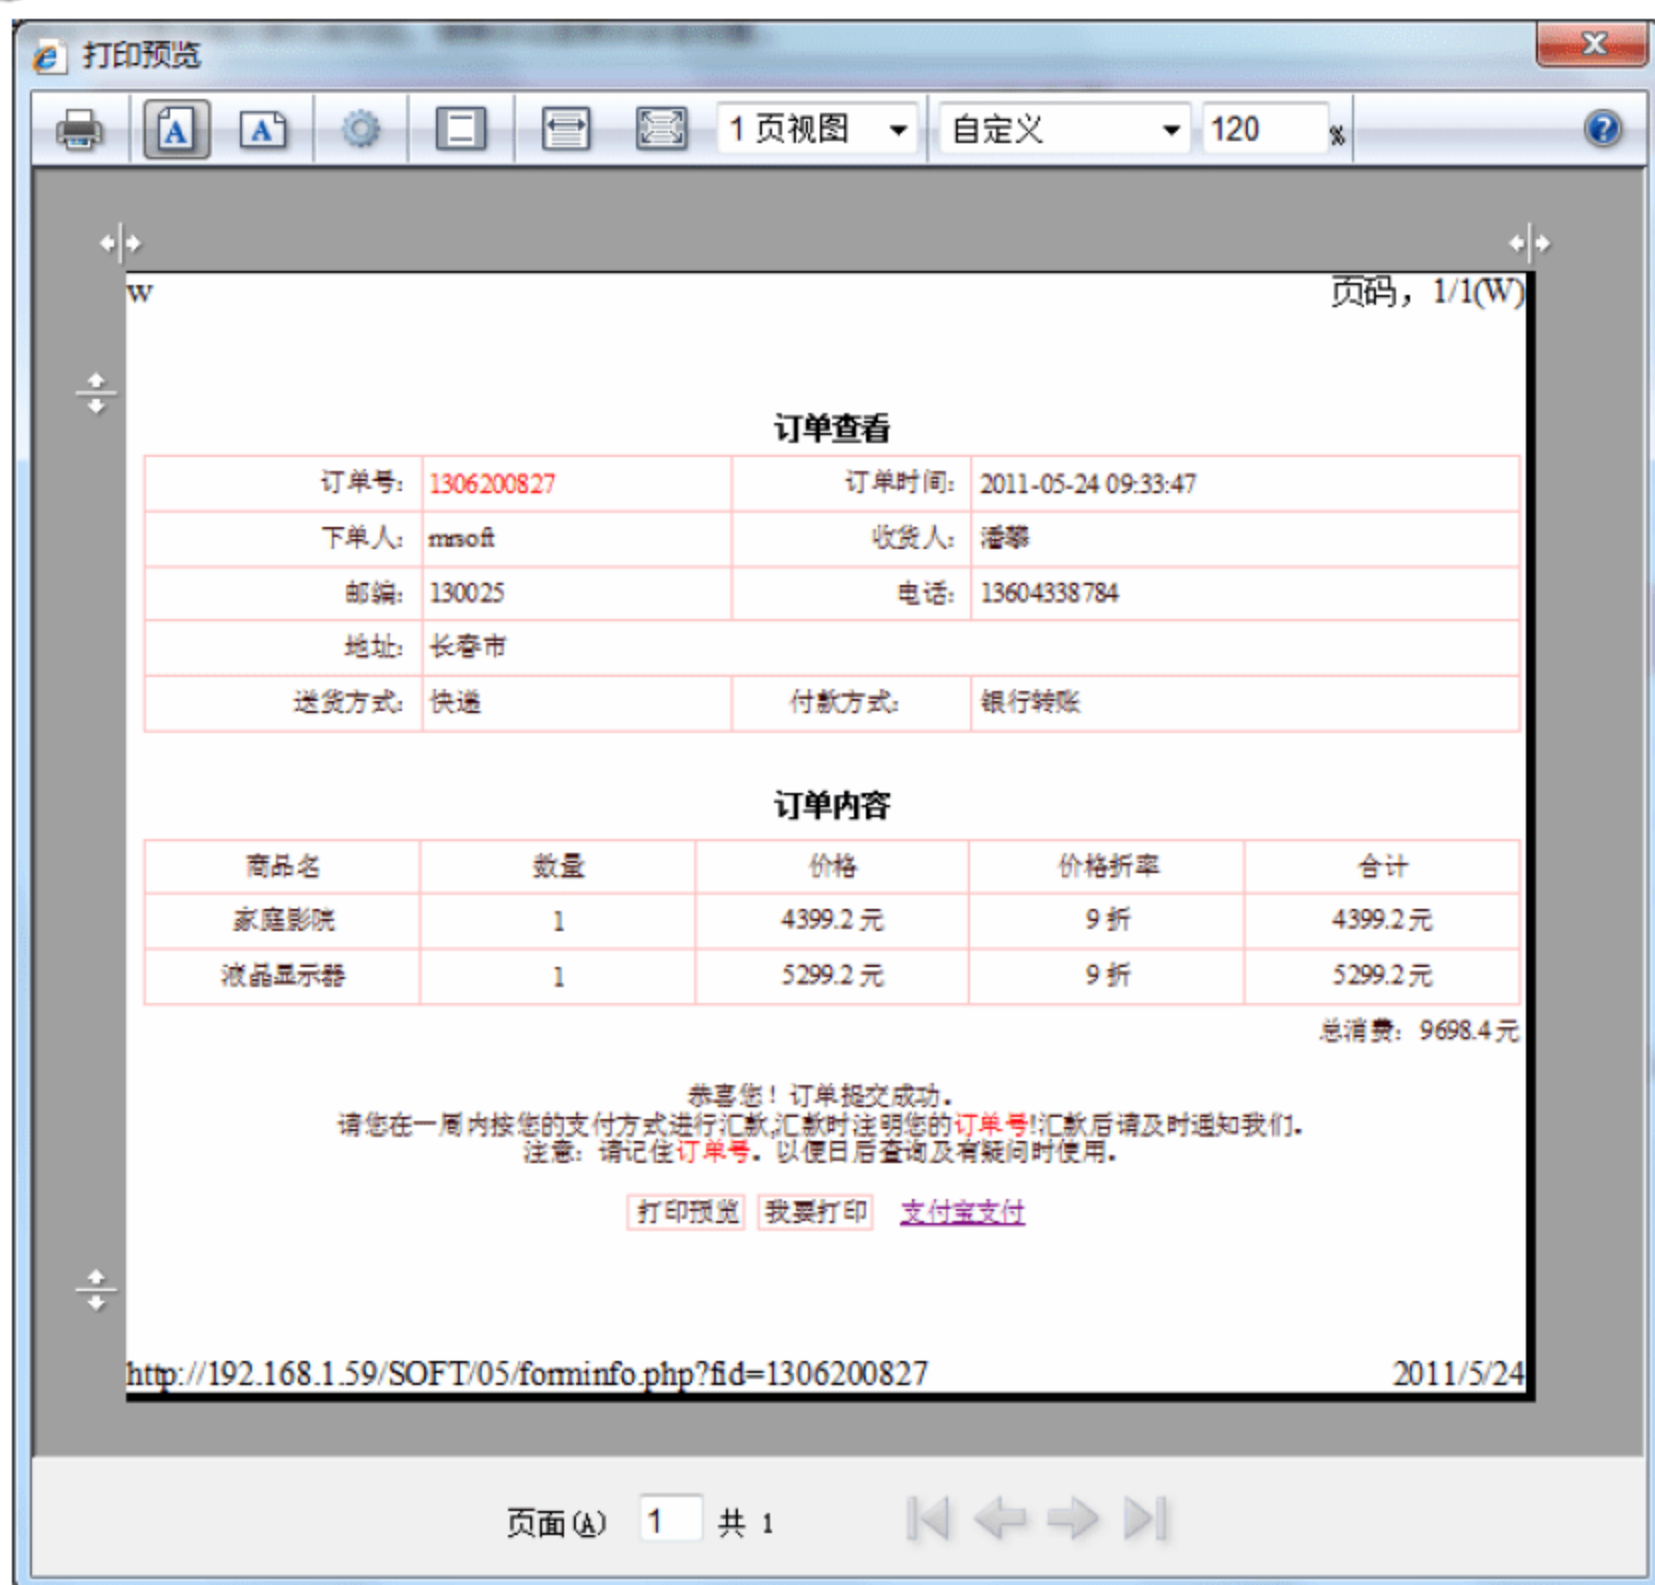 打印预览
1 页视图 自定义 120 %
w 页码，1/1(W)
订单查看
订单号： 1306200827 订单时间： 2011-05-24 09:33:47
下单人： mrsoft 收货人： 潘攀
邮编： 130025 电话： 13604338784
地址： 长春市
送货方式： 快递 付款方式： 银行转账
订单内容
商品名 数量 价格 价格折率 合计
家庭影院 1 4399.2 元 9 折 4399.2 元
液晶显示器 1 5299.2 元 9 折 5299.2 元
总消费：9698.4 元
恭喜您！订单提交成功。
请您在一周内按您的支付方式进行汇款,汇款时注明您的订单号!汇款后请及时通知我们。
注意：请记住订单号。以便日后查询及有疑问时使用。
打印预览 我要打印 支付宝支付
http://192.168.1.59/SOFT/05/forminfo.php?fid=1306200827 2011/5/24
页面(A) 1 共 1